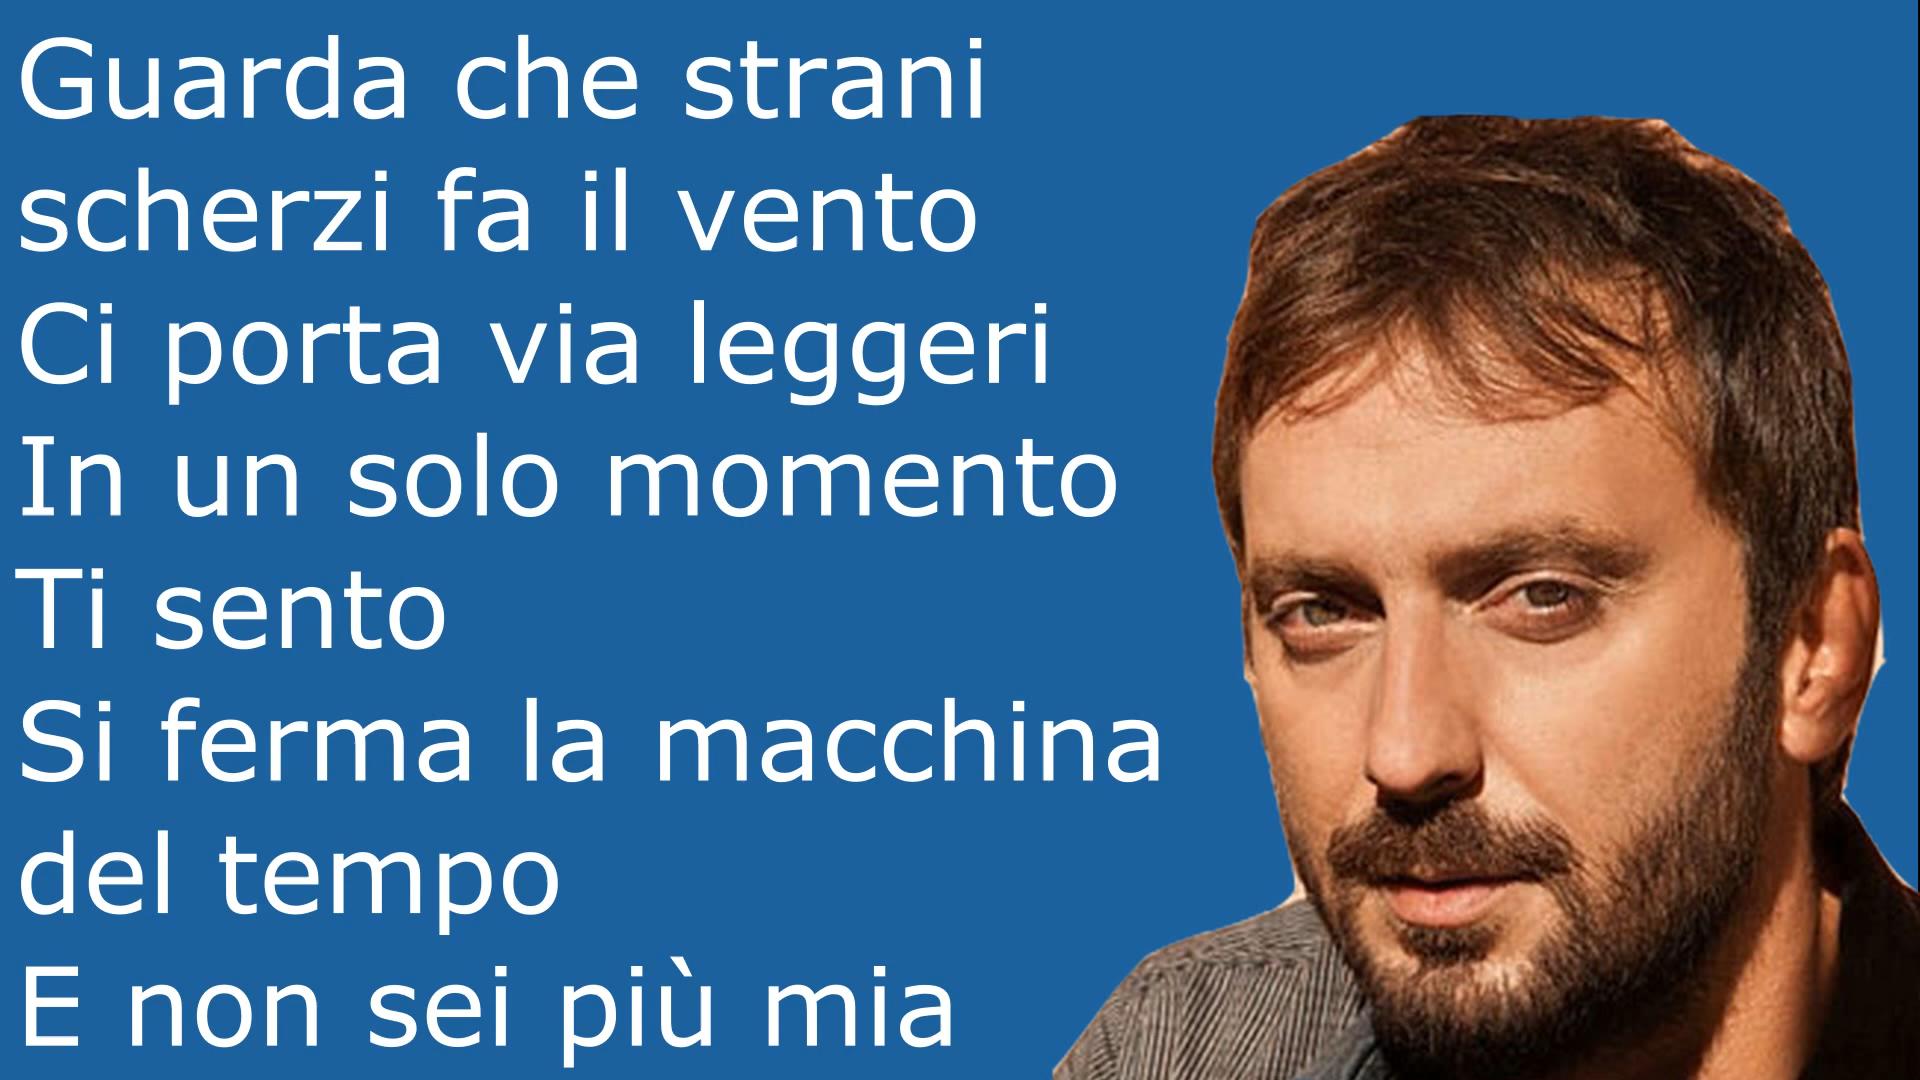 Guarda che strani
scherzi fa il vento
Ci porta via leggeri
In un solo momento
Ti sento
Si ferma la macchina
del tempo
E non sei più mia